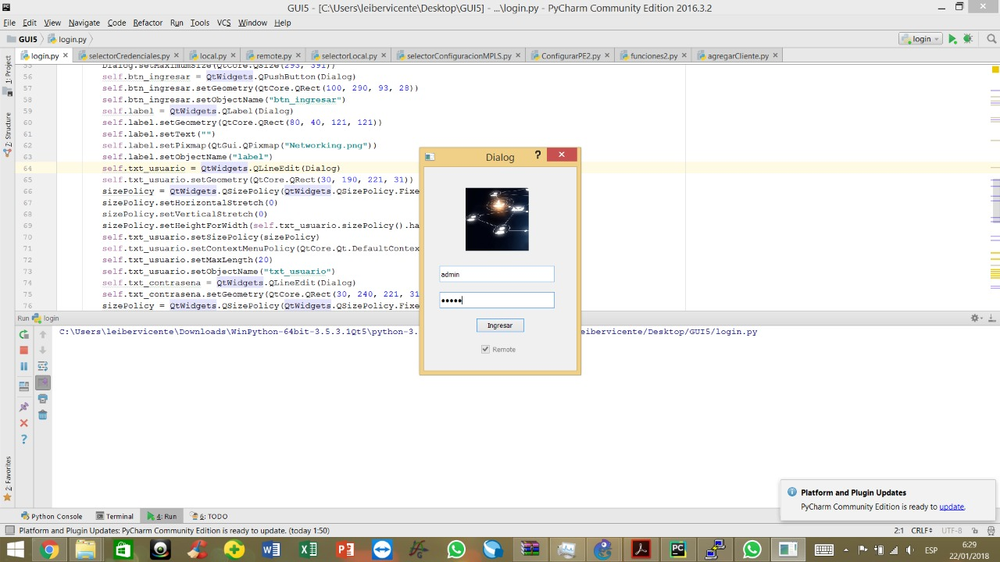 GUI5 - [C:\Users\leibervicente\Desktop\GUI5] - ...\login.py - PyCharm Community Edition 2016.3.2
File Edit View Navigate Code Refactor Run Tools VCS Window Help
GUI5 login.py login
login.py selectorCredenciales.py local.py remote.py selectorLocal.py selectorConfiguracionMPLS.py ConfigurarPE2.py funciones2.py agregarCliente.py
1: Project
Z: Structure
2: Favorites
55 Dialog.setMaximumSize(QtCore.QSize(293, 391))
56 self.btn_ingresar = QtWidgets.QPushButton(Dialog)
57 self.btn_ingresar.setGeometry(QtCore.QRect(100, 290, 93, 28))
58 self.btn_ingresar.setObjectName("btn_ingresar")
59 self.label = QtWidgets.QLabel(Dialog)
60 self.label.setGeometry(QtCore.QRect(80, 40, 121, 121))
61 self.label.setText("")
62 self.label.setPixmap(QtGui.QPixmap("Networking.png"))
63 self.label.setObjectName("label")
64 self.txt_usuario = QtWidgets.QLineEdit(Dialog)
65 self.txt_usuario.setGeometry(QtCore.QRect(30, 190, 221, 31))
66 sizePolicy = QtWidgets.QSizePolicy(QtWidgets.QSizePolicy.Fixe
67 sizePolicy.setHorizontalStretch(0)
68 sizePolicy.setVerticalStretch(0)
69 sizePolicy.setHeightForWidth(self.txt_usuario.sizePolicy().ha
70 self.txt_usuario.setSizePolicy(sizePolicy)
71 self.txt_usuario.setContextMenuPolicy(QtCore.Qt.DefaultContex
72 self.txt_usuario.setMaxLength(20)
73 self.txt_usuario.setObjectName("txt_usuario")
74 self.txt_contrasena = QtWidgets.QLineEdit(Dialog)
75 self.txt_contrasena.setGeometry(QtCore.QRect(30, 240, 221, 31
76 sizePolicy = QtWidgets.QSizePolicy(QtWidgets.QSizePolicy.Fixe
Dialog
admin
●●●●●
Ingresar
Remote
Run login
C:\Users\leibervicente\Downloads\WinPython-64bit-3.5.3.1Qt5\python-3. eibervicente/Desktop/GUI5/login.py
Platform and Plugin Updates
PyCharm Community Edition is ready to update.
Python Console Terminal 4: Run 6: TODO
Platform and Plugin Updates: PyCharm Community Edition is ready to update. (today 1:50) 2:1 CRLF UTF-8
ESP
6:29
22/01/2018